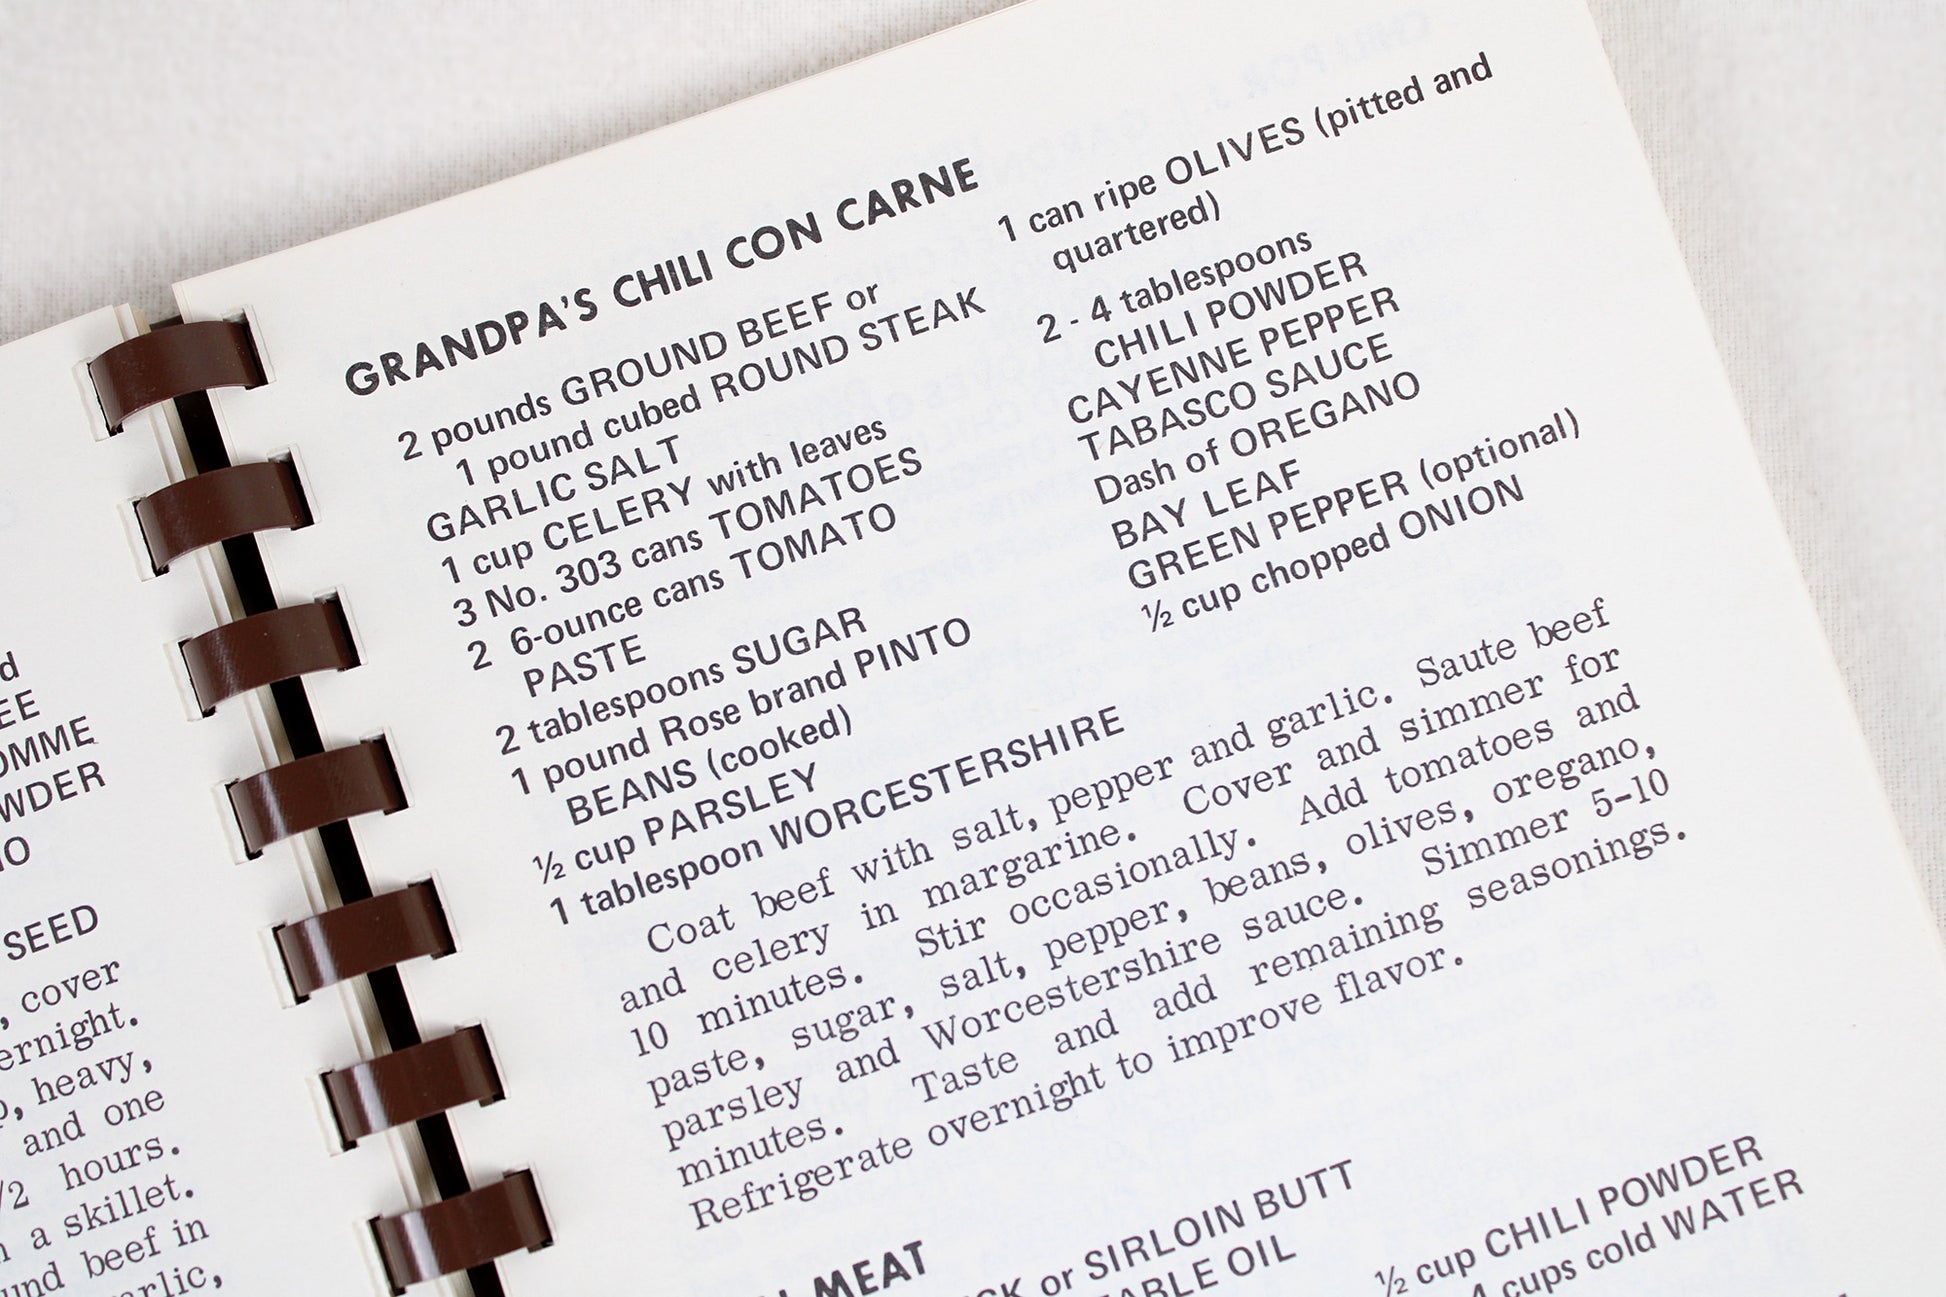 GRANDPA'S CHILI CON CARNE
2 pounds GROUND BEEF or
1 pound cubed ROUND STEAK
GARLIC SALT
1 cup CELERY with leaves
3 No. 303 cans TOMATOES
2 6-ounce cans TOMATO
PASTE
2 tablespoons SUGAR
1 pound Rose brand PINTO
BEANS (cooked)
½ cup PARSLEY
1 tablespoon WORCESTERSHIRE
1 can ripe OLIVES (pitted and
quartered)
2 - 4 tablespoons
CHILI POWDER
CAYENNE PEPPER
TABASCO SAUCE
Dash of OREGANO
BAY LEAF
GREEN PEPPER (optional)
½ cup chopped ONION
Coat beef with salt, pepper and garlic. Saute beef
and celery in margarine. Cover and simmer for
10 minutes. Stir occasionally. Add tomatoes and
paste, sugar, salt, pepper, beans, olives, oregano,
parsley and Worcestershire sauce. Simmer 5–10
minutes. Taste and add remaining seasonings.
Refrigerate overnight to improve flavor.
MEAT
or SIRLOIN BUTT
OIL
½ cup CHILI POWDER
4 cups cold WATER
SEED
, cover
heavy,
and one
hours.
a skillet.
beef in